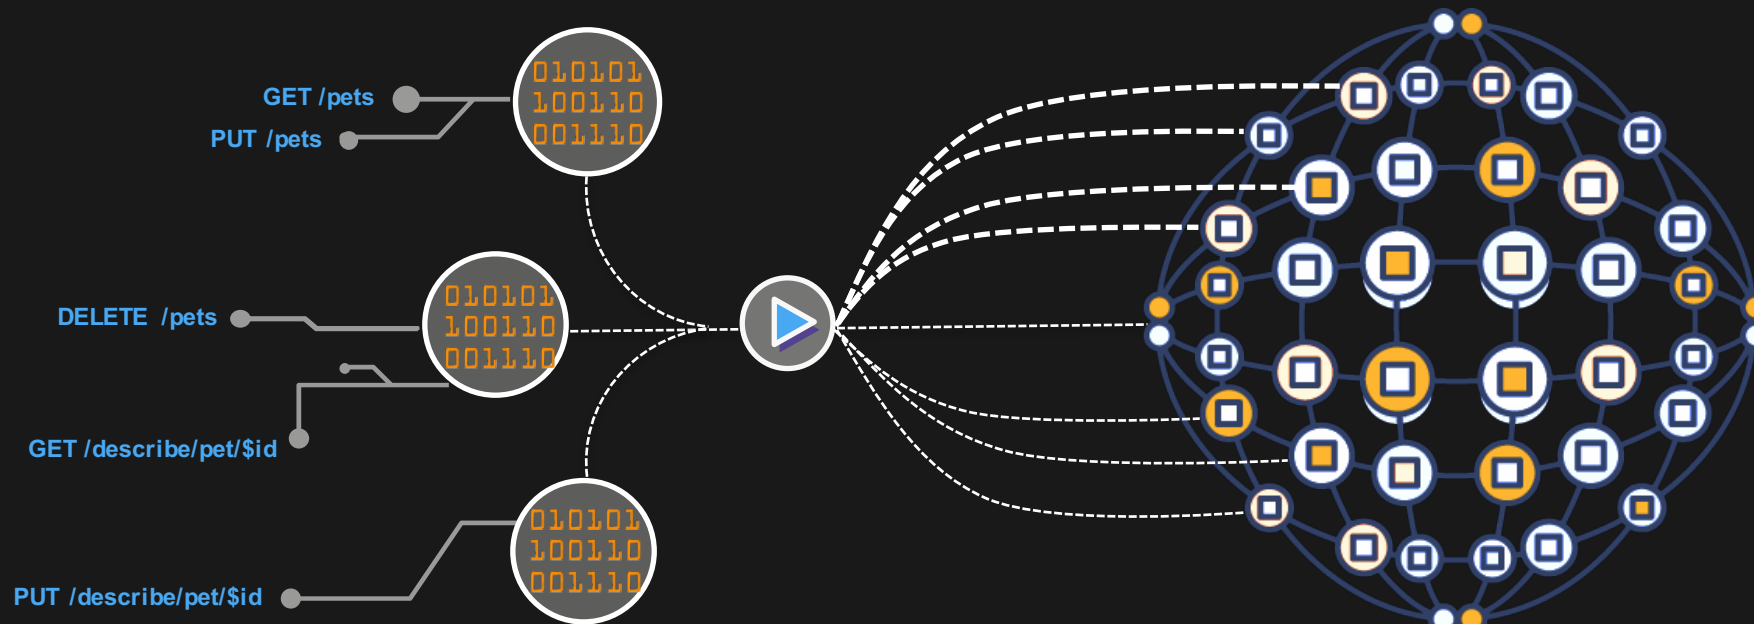 GET /pets
PUT /pets
010101
100110
001110
DELETE /pets
010101
100110
001110
GET /describe/pet/$id
PUT /describe/pet/$id
010101
100110
001110